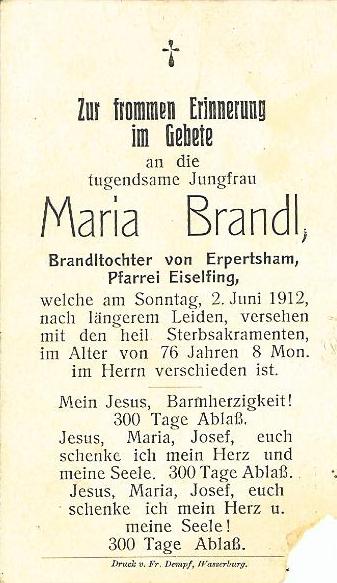 Zur frommen Erinnerung
im Gebete
an die
tugendsame Jungfrau
Maria Brandl,
Brandltochter von Erpertsham,
Pfarrei Eiselfing,
welche am Sonntag, 2. Juni 1912,
nach längerem Leiden, versehen
mit den heil Sterbsakramenten,
im Alter von 76 Jahren 8 Mon.
im Herrn verschieden ist.
Mein Jesus, Barmherzigkeit!
300 Tage Ablaß.
Jesus, Maria, Josef, euch
schenke ich mein Herz und
meine Seele. 300 Tage Ablaß.
Jesus, Maria, Josef, euch
schenke ich mein Herz u.
meine Seele!
300 Tage Ablaß.
Druck v. Fr. Dempf, Wasserburg.